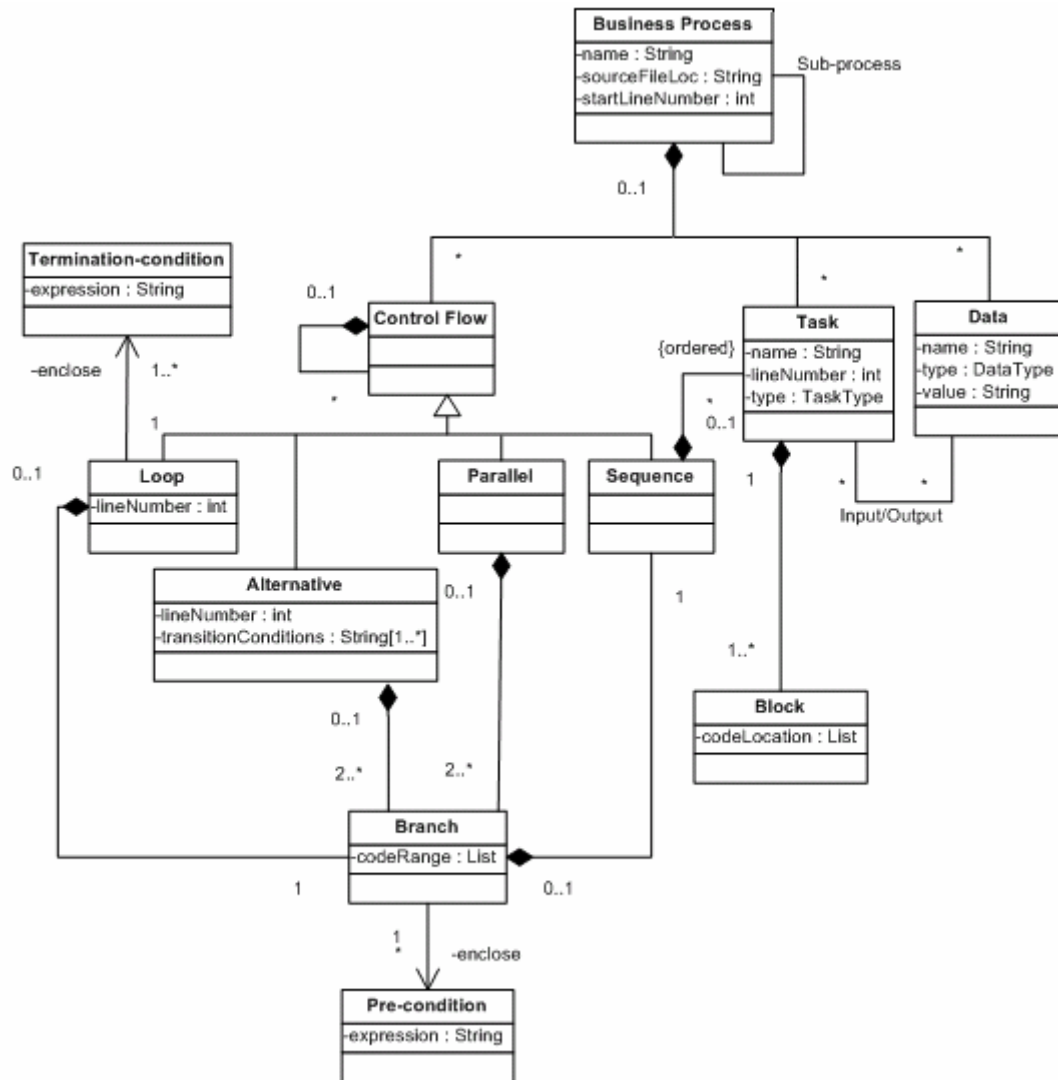 Business Process
-name : String
-sourceFileLoc : String
-startLineNumber : int
Sub-process
0..1
Termination-condition
-expression : String
-enclose
1..*
*
*
*
0..1
Control Flow
*
{ordered}
*
0..1
Task
-name : String
-lineNumber : int
-type : TaskType
Data
-name : String
-type : DataType
-value : String
1
0..1
Loop
-lineNumber : int
Parallel
Sequence
1
*
*
Input/Output
Alternative
-lineNumber : int
-transitionConditions : String[1..*]
0..1
1
0..1
2..*
2..*
1..*
Block
-codeLocation : List
Branch
-codeRange : List
1
0..1
1
*
-enclose
Pre-condition
-expression : String